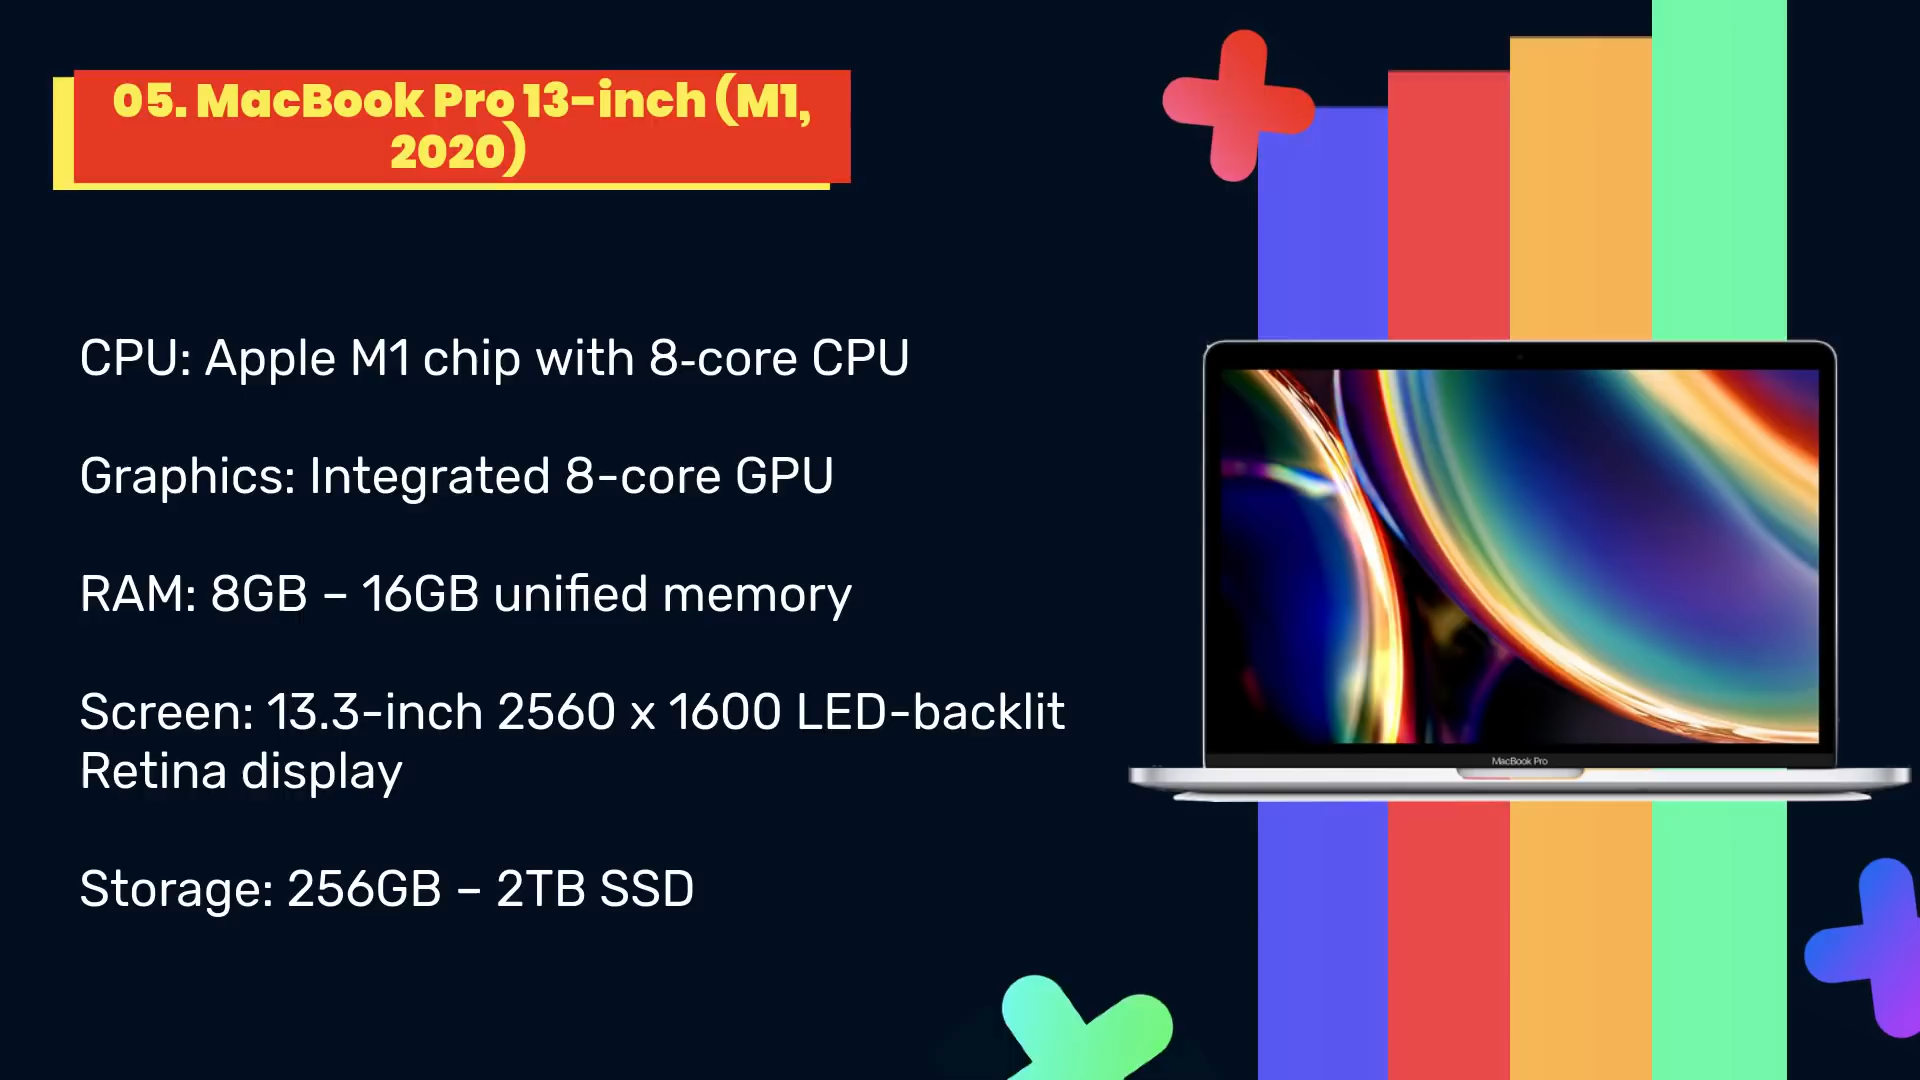 05. MacBook Pro 13-inch (M1,
2020)
CPU: Apple M1 chip with 8-core CPU
Graphics: Integrated 8-core GPU
RAM: 8GB – 16GB unified memory
Screen: 13.3-inch 2560 x 1600 LED-backlit
Retina display
Storage: 256GB – 2TB SSD
MacBook Pro